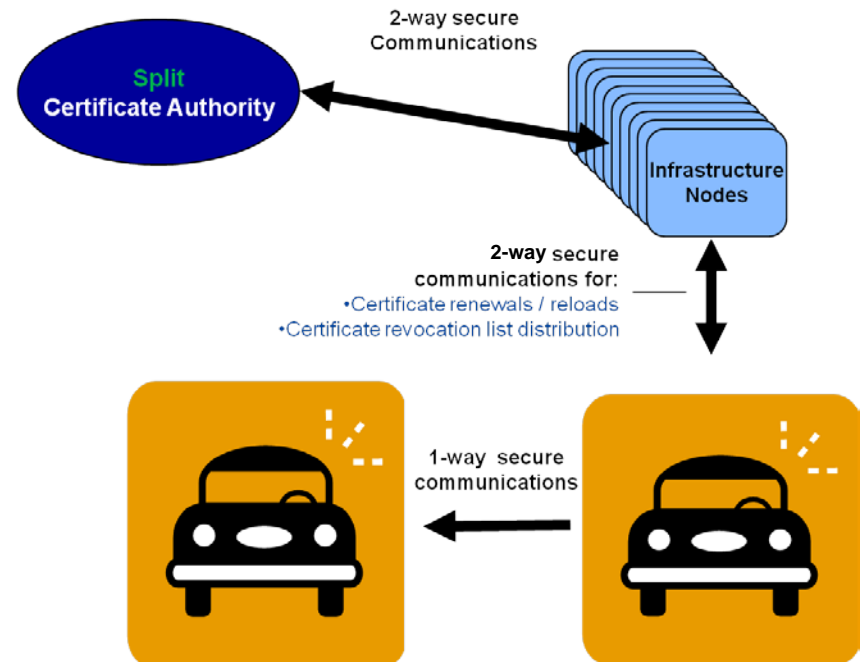 2-way secure
Communications
Split
Certificate Authority
Infrastructure
Nodes
2-way secure
communications for:
•Certificate renewals / reloads
•Certificate revocation list distribution
1-way secure
communications